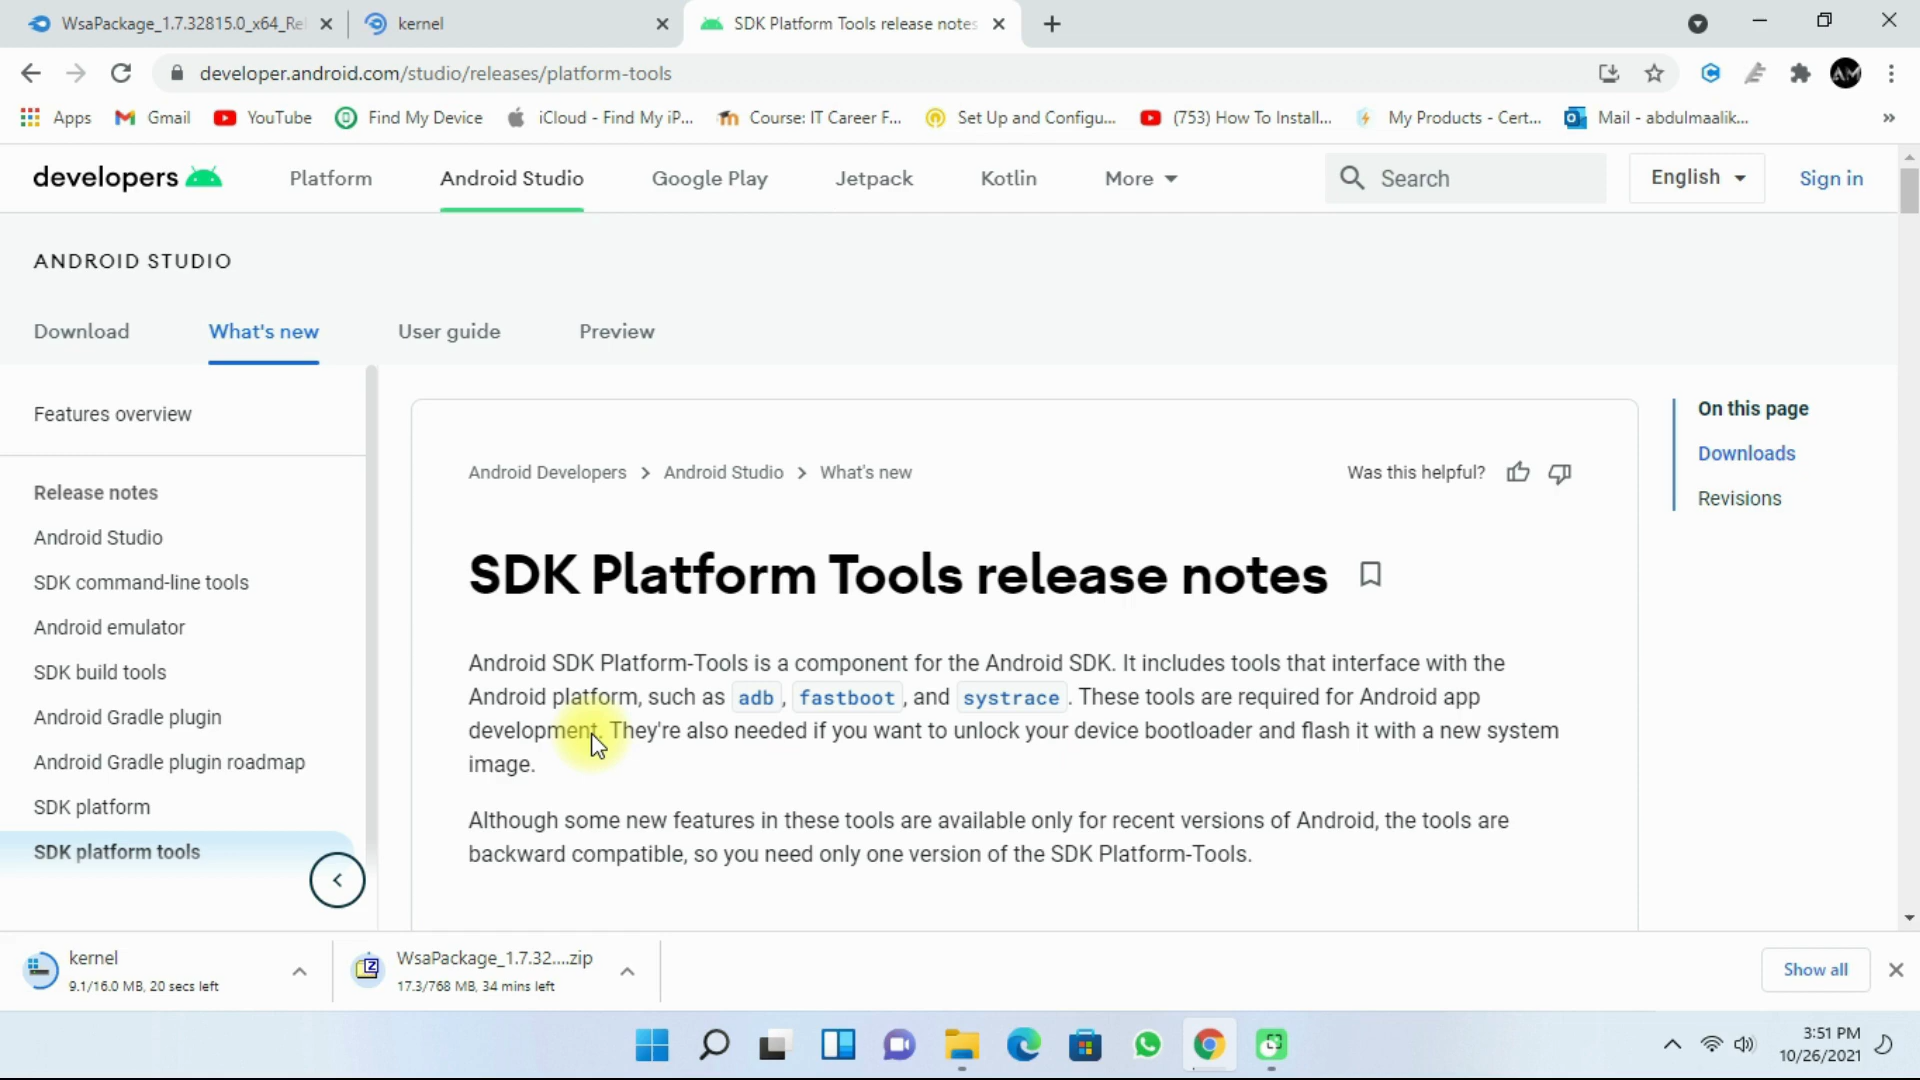 WsaPackage_1.7.32815.0_x64_Rel
kernel
SDK Platform Tools release notes
developer.android.com/studio/releases/platform-tools
AM
Apps
Gmail
YouTube
Find My Device
iCloud - Find My iP...
Course: IT Career F...
Set Up and Configu...
(753) How To Install...
My Products - Cert...
Mail - abdulmaalik...
»
developers
Platform
Android Studio
Google Play
Jetpack
Kotlin
More
Search
English
Sign in
ANDROID STUDIO
Download
What's new
User guide
Preview
Features overview
Release notes
Android Studio
SDK command-line tools
Android emulator
SDK build tools
Android Gradle plugin
Android Gradle plugin roadmap
SDK platform
SDK platform tools
Android Developers > Android Studio > What's new
Was this helpful?
SDK Platform Tools release notes
Android SDK Platform-Tools is a component for the Android SDK. It includes tools that interface with the
Android platform, such as adb, fastboot, and systrace. These tools are required for Android app
development. They're also needed if you want to unlock your device bootloader and flash it with a new system
image.
Although some new features in these tools are available only for recent versions of Android, the tools are
backward compatible, so you need only one version of the SDK Platform-Tools.
On this page
Downloads
Revisions
kernel
9.1/16.0 MB, 20 secs left
WsaPackage_1.7.32....zip
17.3/768 MB, 34 mins left
Show all
3:51 PM
10/26/2021